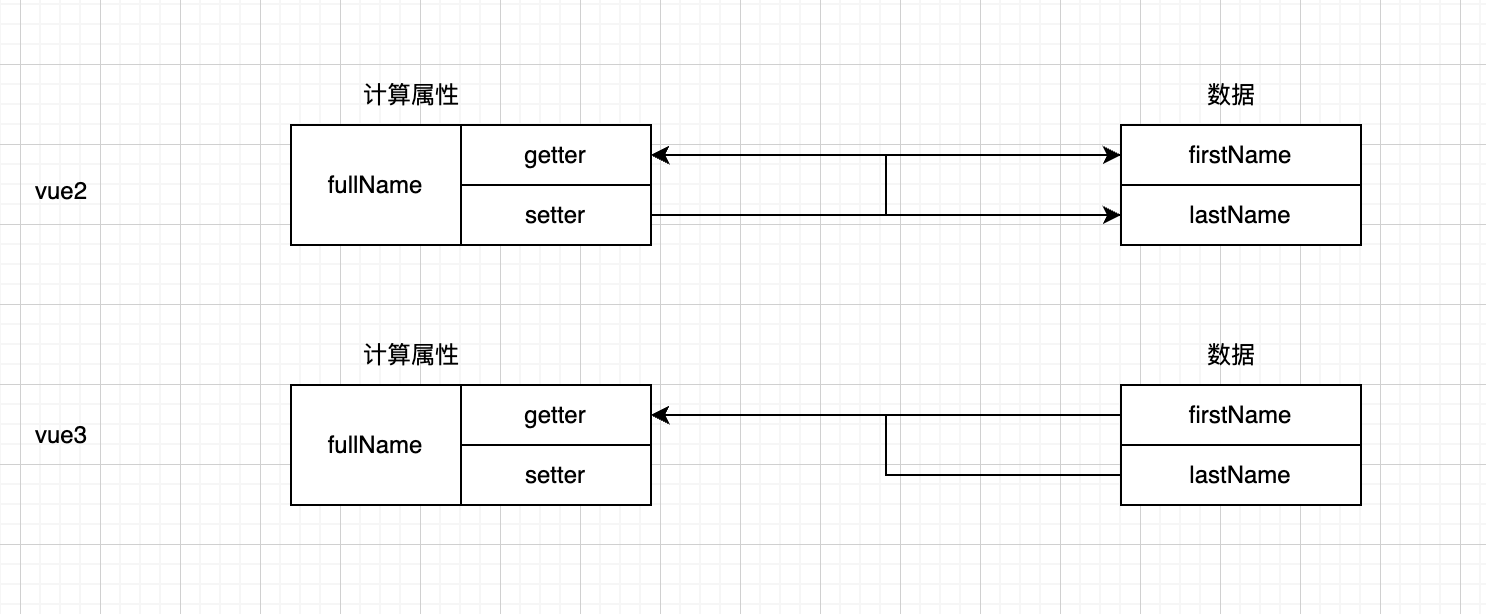 计算属性
数据
vue2
fullName
getter
setter
firstName
lastName
计算属性
数据
vue3
fullName
getter
setter
firstName
lastName